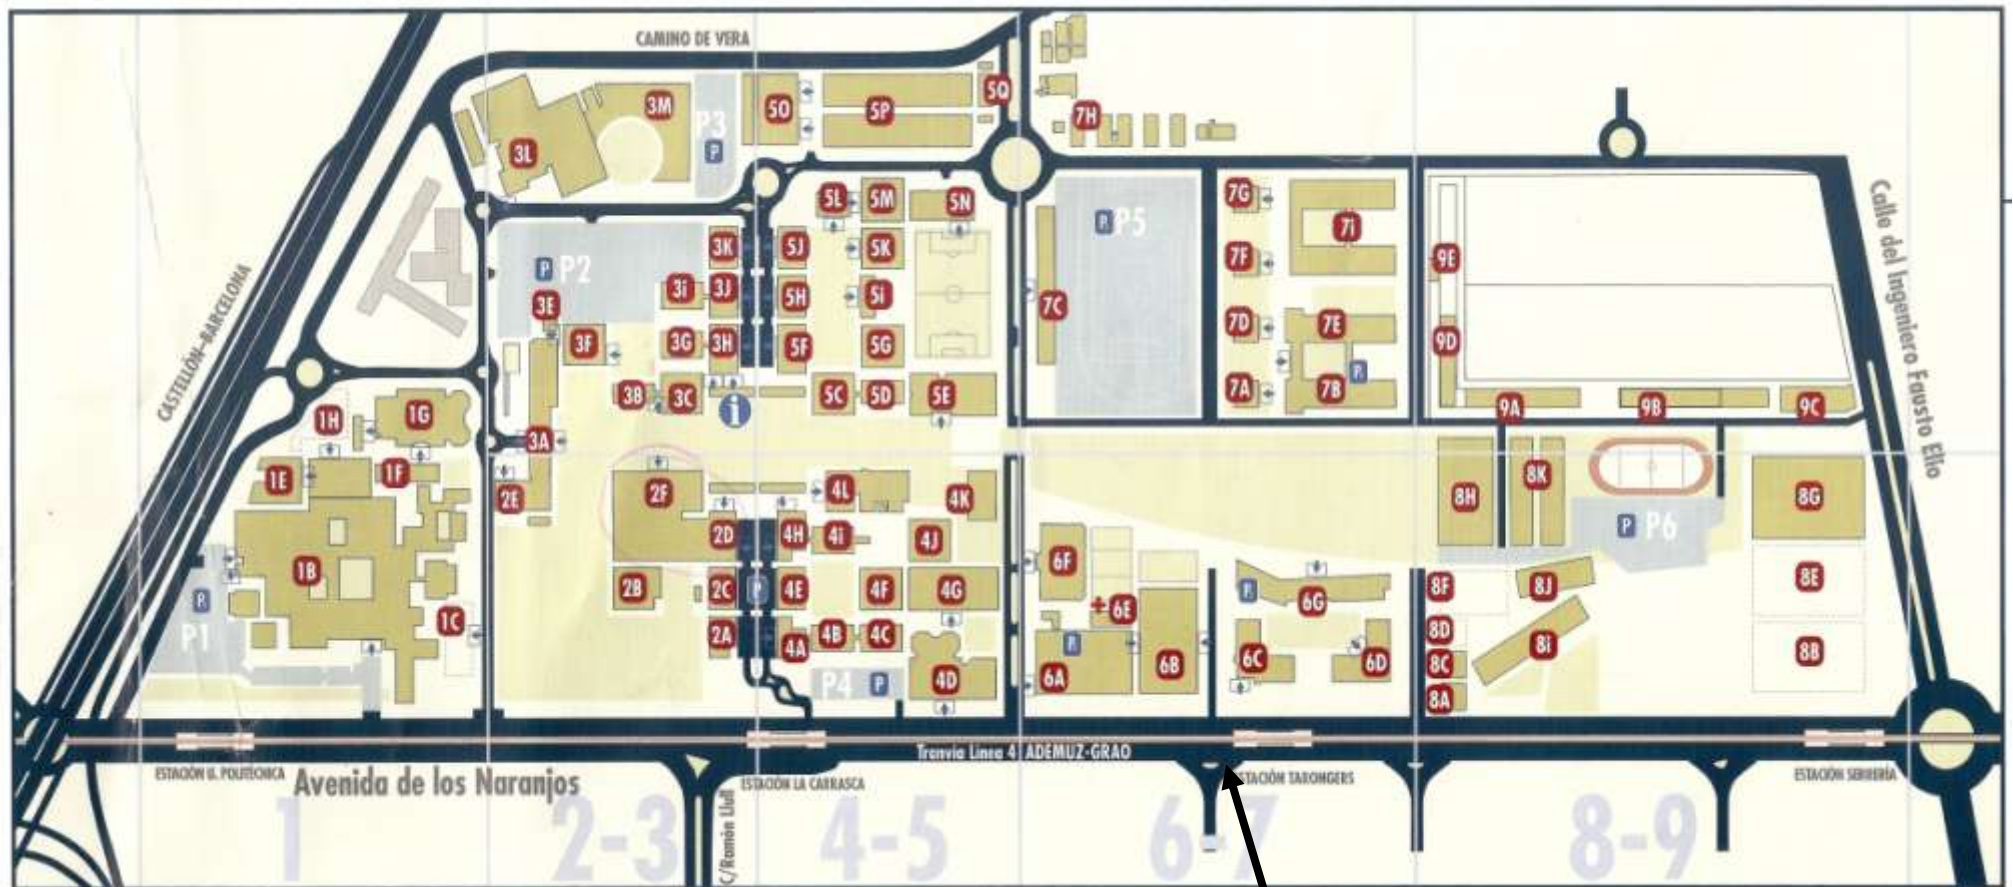 CAMINO DE VERA
CASTELLÓN-BARCELONA
Calle del Ingeniero Fausto Elio
3L
3M
P3
P
5O
5P
5Q
7H
5L
5M
5N
3K
5J
5K
P P2
3E
3i
3J
5H
5i
3F
3G
3H
5F
5G
3B
3C
i
5C
5D
5E
P P5
7C
7G
7i
7F
7D
7E
7A
7B
P
9E
9D
9A
9B
9C
1H
1G
1E
1F
1B
1C
P
P1
3A
2E
2F
2D
2B
2C
P
2A
4L
4K
4H
4i
4J
4E
4F
4G
4A
4B
4C
4D
P4 P
6F
6E
P
6A
6B
P
6G
6C
6D
8H
8K
P P6
8G
8F
8J
8E
8D
8i
8C
8B
8A
Tranvia Linea 4 ADEMUZ-GRAO
ESTACIÓN U. POLITÉCNICA
Avenida de los Naranjos
C/Ramón Llull
ESTACIÓN LA CARRASCA
ESTACIÓN TARONGERS
ESTACIÓN SERRERÍA
1
2-3
4-5
6-7
8-9